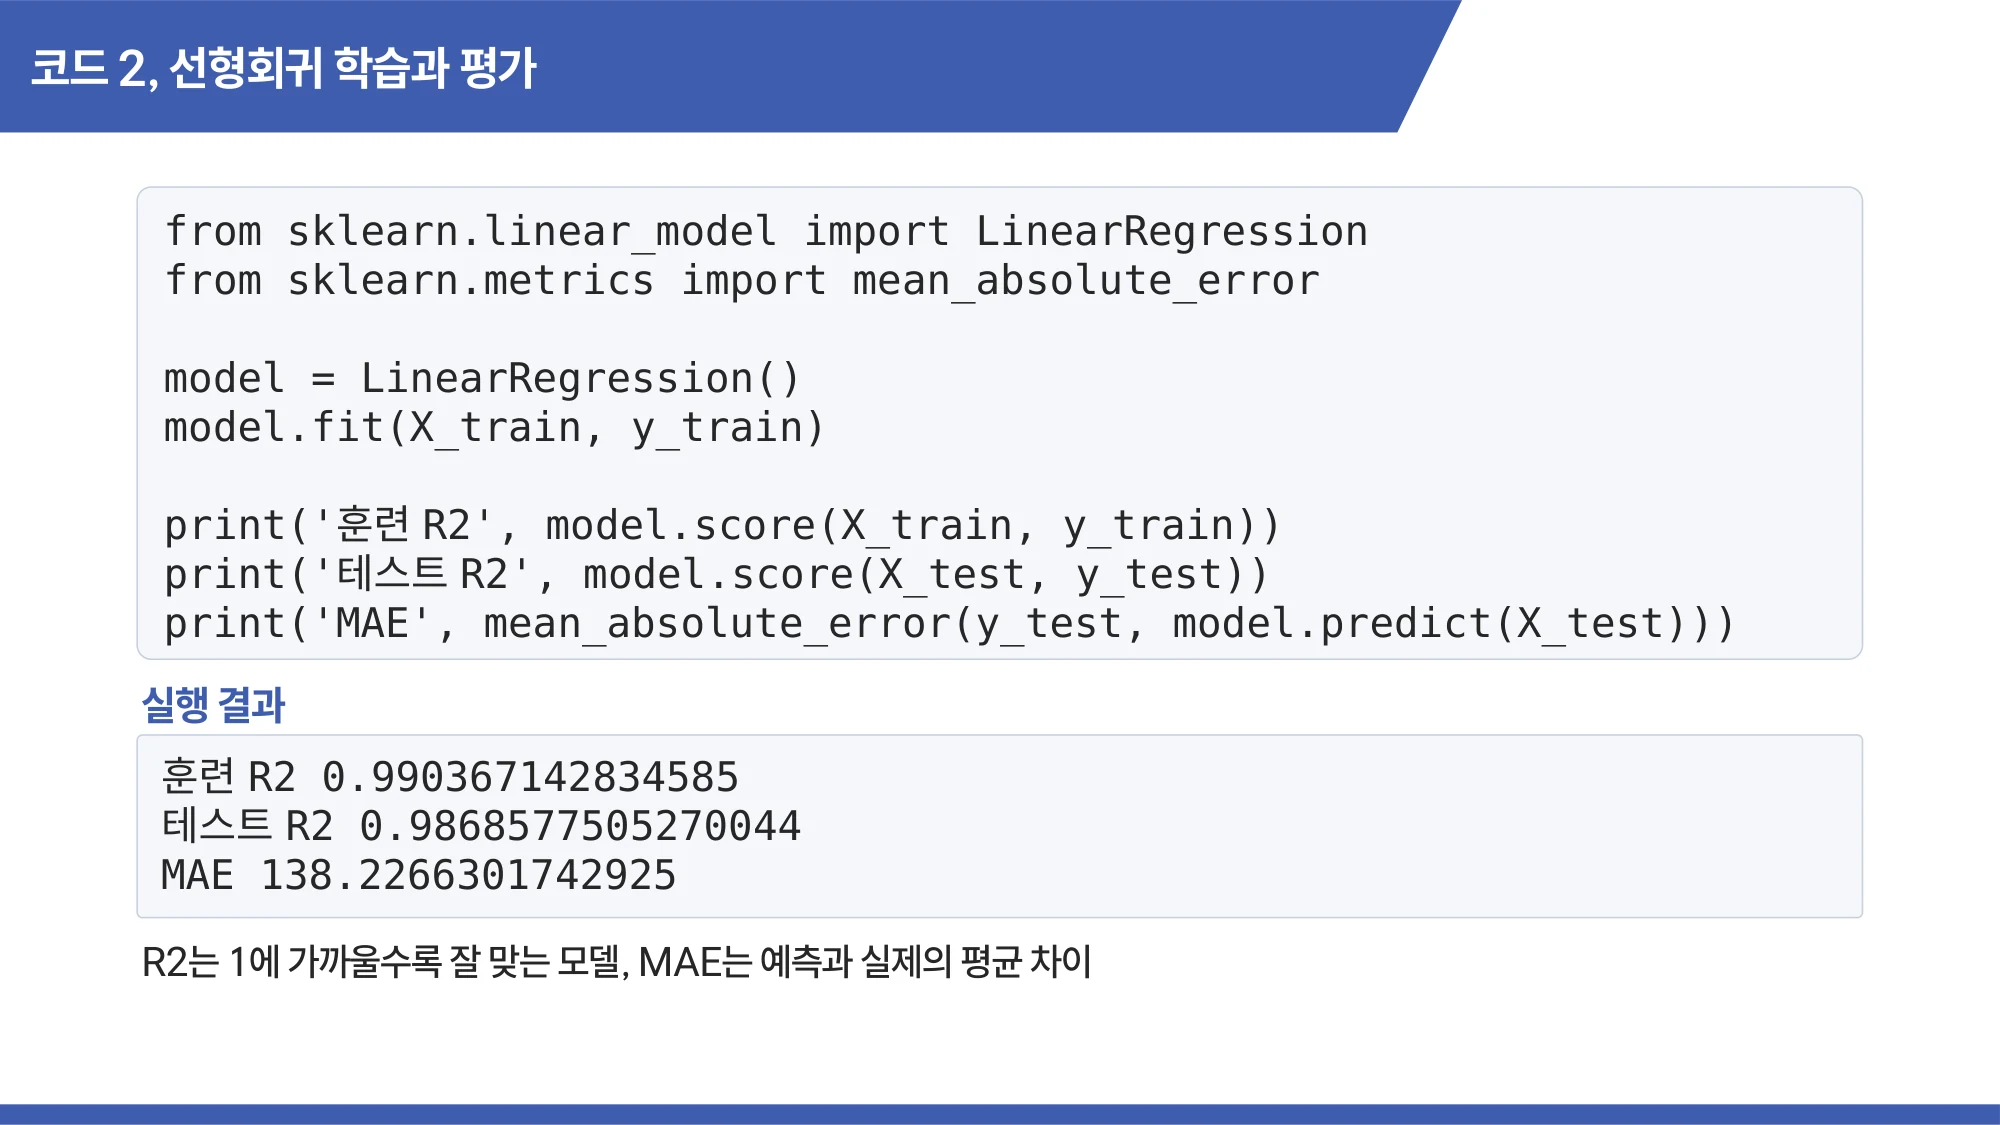 코드 2, 선형회귀 학습과 평가
from sklearn.linear_model import LinearRegression
from sklearn.metrics import mean_absolute_error
model = LinearRegression()
model.fit(X_train, y_train)
print('훈련 R2', model.score(X_train, y_train))
print('테스트 R2', model.score(X_test, y_test))
print('MAE', mean_absolute_error(y_test, model.predict(X_test)))
실행 결과
훈련 R2 0.990367142834585
테스트 R2 0.9868577505270044
MAE 138.2266301742925
R2는 1에 가까울수록 잘 맞는 모델, MAE는 예측과 실제의 평균 차이